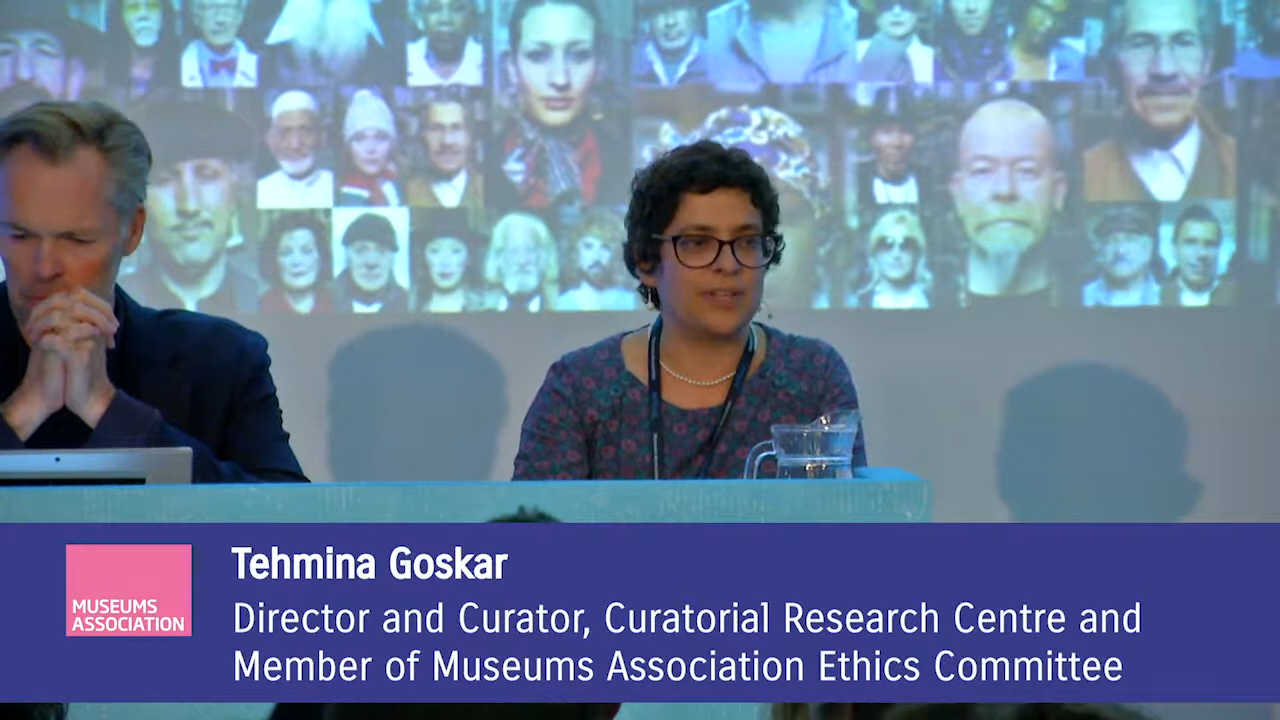 Tehmina Goskar
MUSEUMS
ASSOCIATION
Director and Curator, Curatorial Research Centre and
Member of Museums Association Ethics Committee